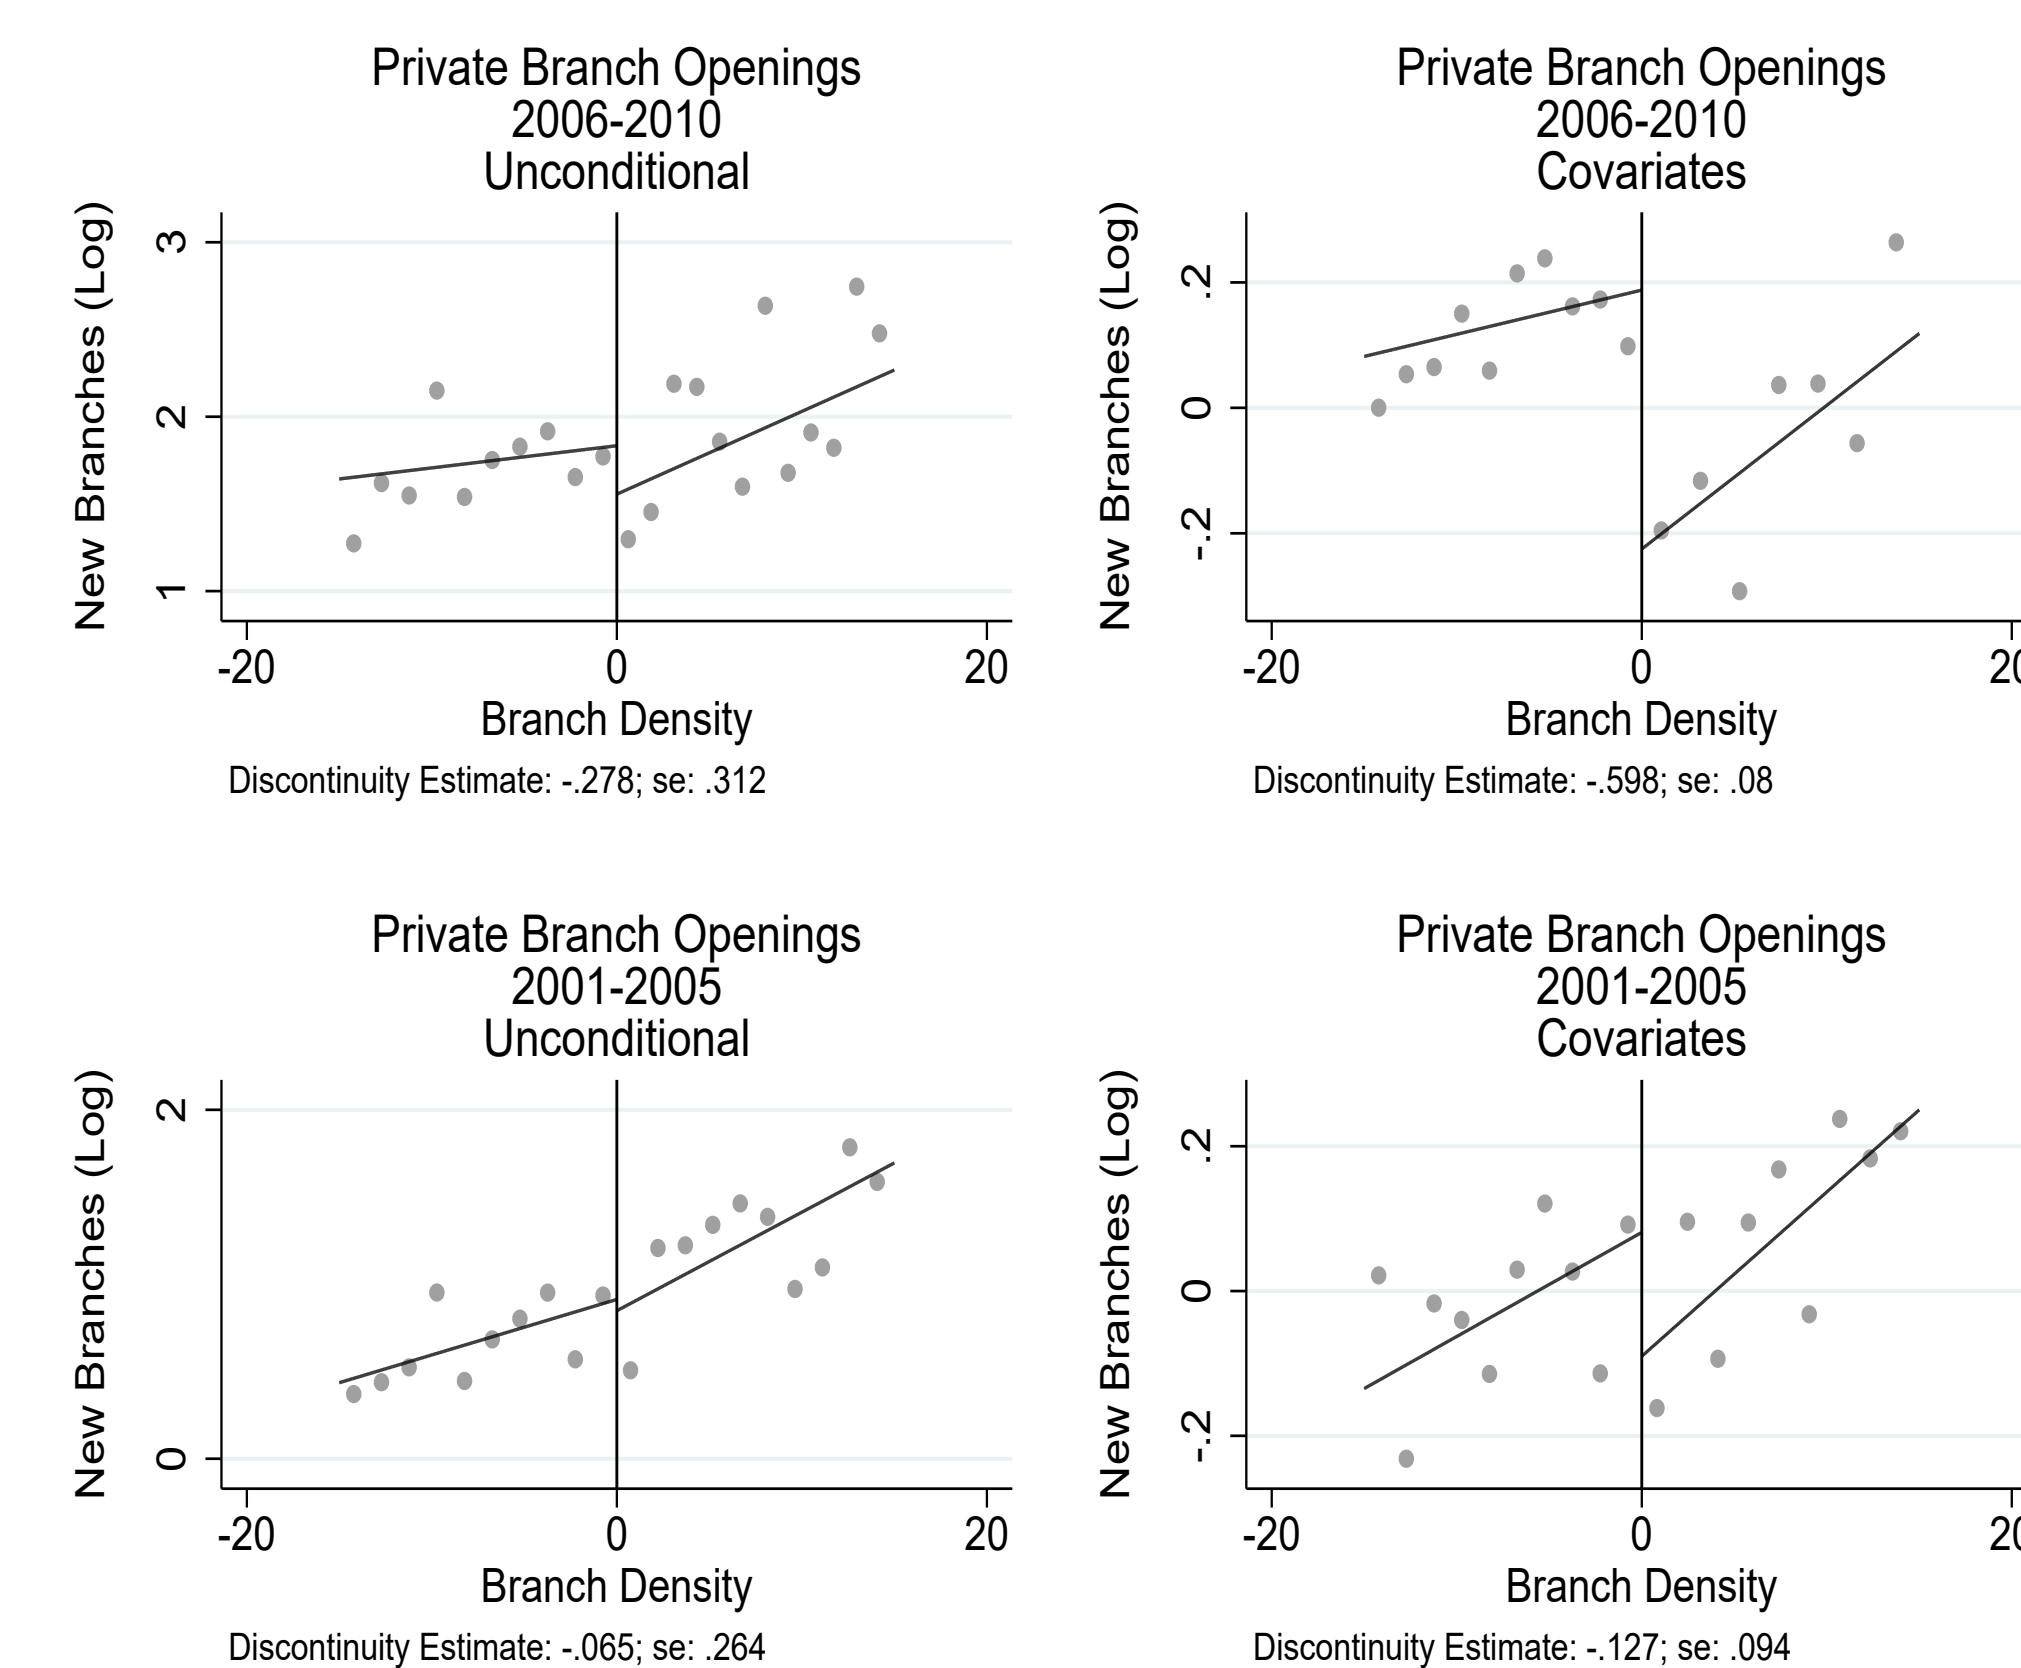 Private Branch Openings
2006-2010
Unconditional
New Branches (Log)
3
2
1
-20 0 20
Branch Density
Discontinuity Estimate: -.278; se: .312
Private Branch Openings
2006-2010
Covariates
New Branches (Log)
.2
0
-.2
-20 0 20
Branch Density
Discontinuity Estimate: -.598; se: .08
Private Branch Openings
2001-2005
Unconditional
New Branches (Log)
2
0
-20 0 20
Branch Density
Discontinuity Estimate: -.065; se: .264
Private Branch Openings
2001-2005
Covariates
New Branches (Log)
.2
0
-.2
-20 0 20
Branch Density
Discontinuity Estimate: -.127; se: .094